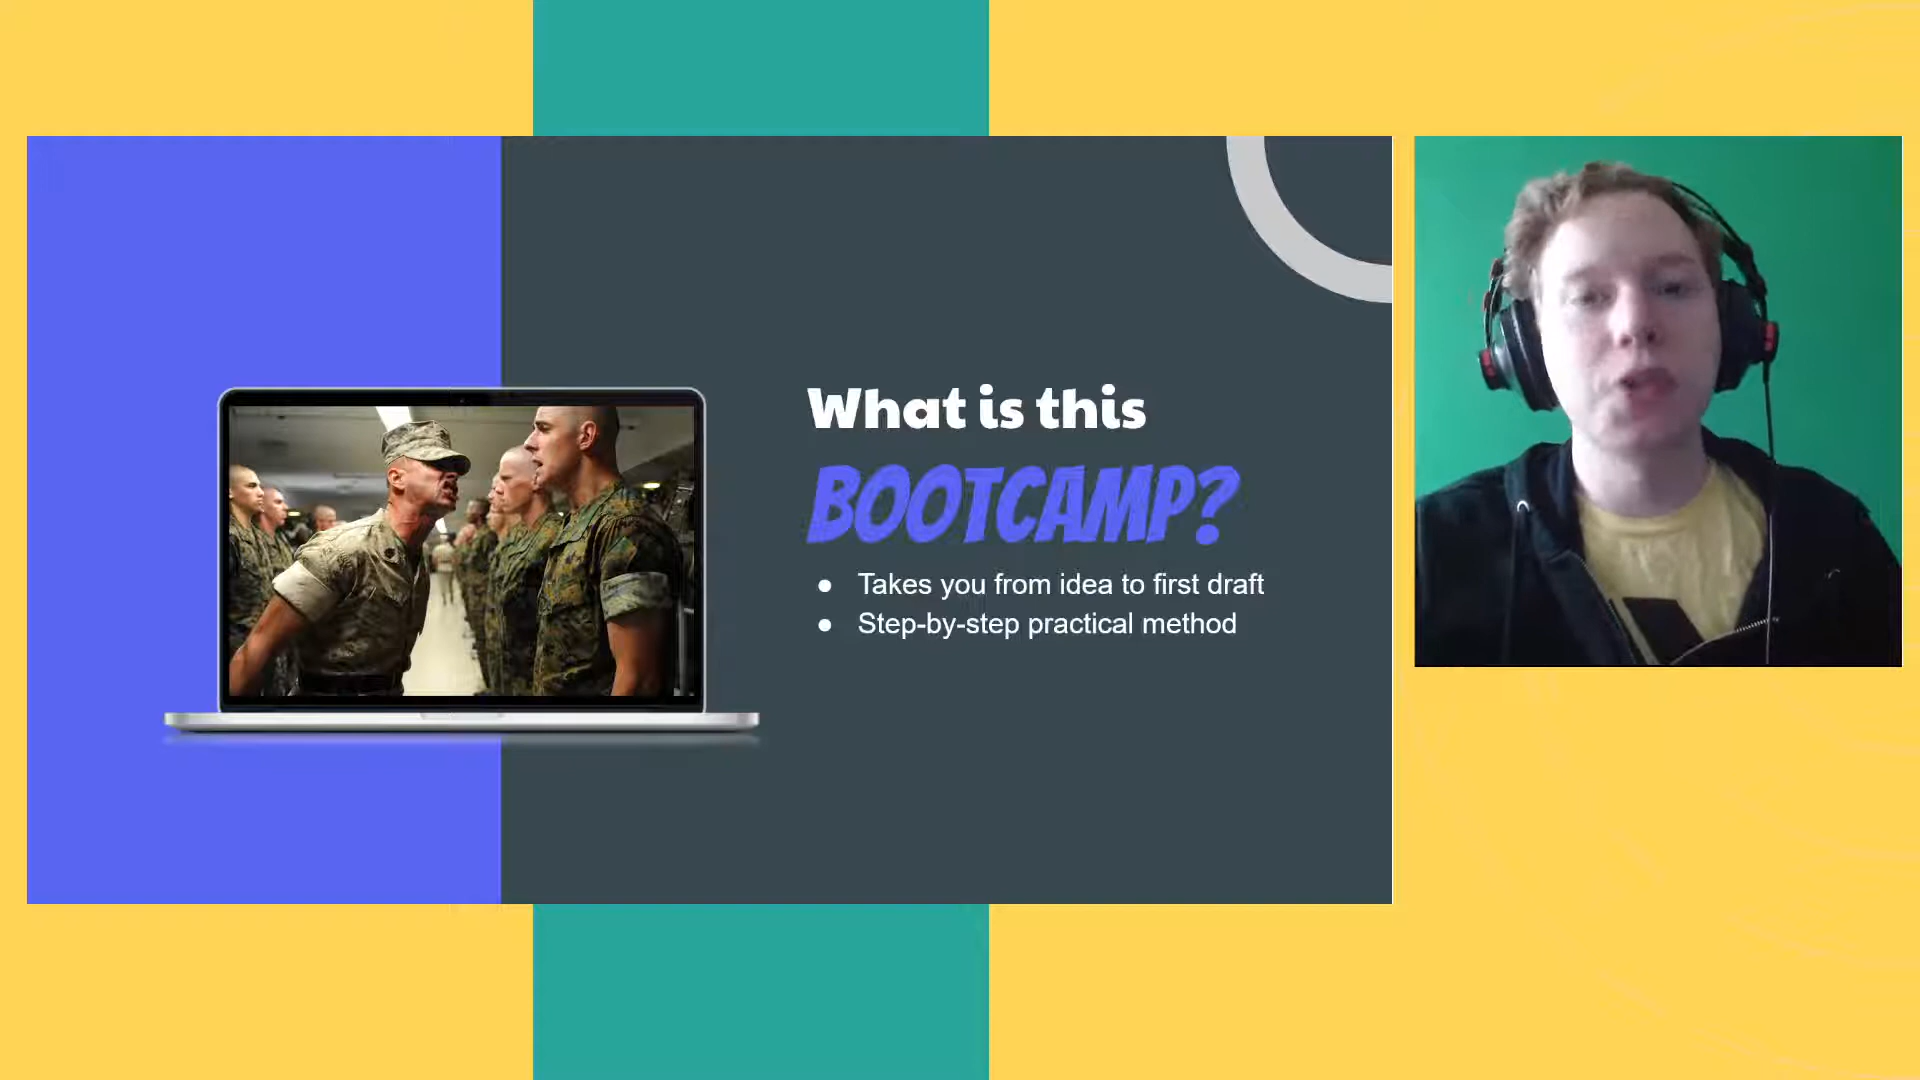 What is this
BOOTCAMP?
● Takes you from idea to first draft
● Step-by-step practical method